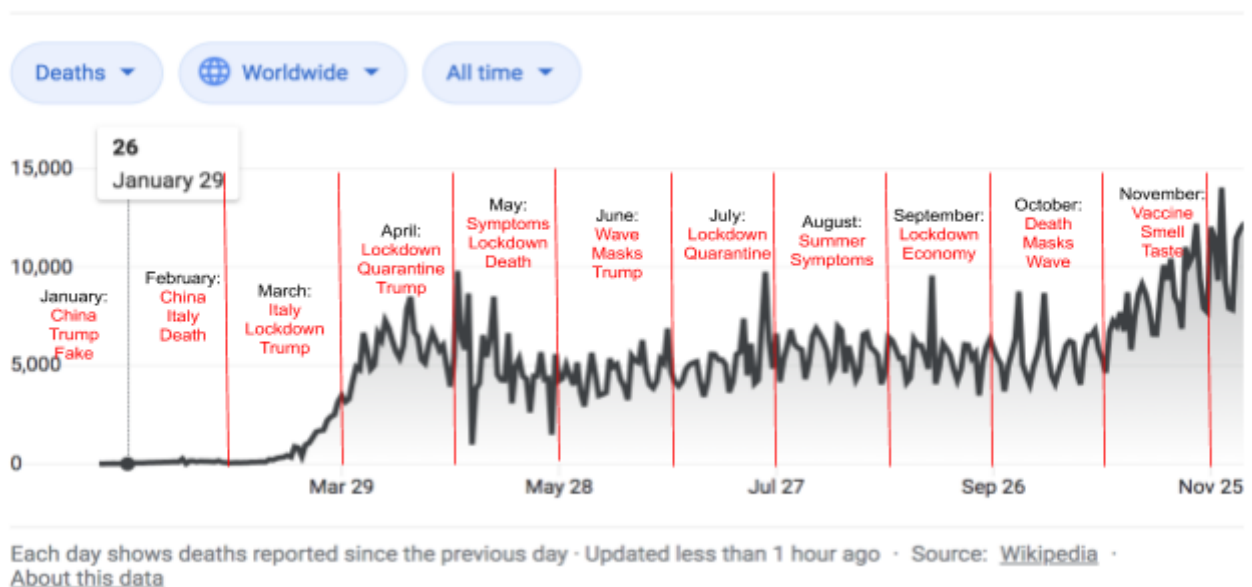 Deaths Worldwide All time
26
January 29
15,000
10,000
5,000
0
January:
China
Trump
Fake
February:
China
Italy
Death
March:
Italy
Lockdown
Trump
April:
Lockdown
Quarantine
Trump
May:
Symptoms
Lockdown
Death
June:
Wave
Masks
Trump
July:
Lockdown
Quarantine
August:
Summer
Symptoms
September:
Lockdown
Economy
October:
Death
Masks
Wave
November:
Vaccine
Smell
Taste
Mar 29 May 28 Jul 27 Sep 26 Nov 25
Each day shows deaths reported since the previous day · Updated less than 1 hour ago · Source: Wikipedia ·
About this data